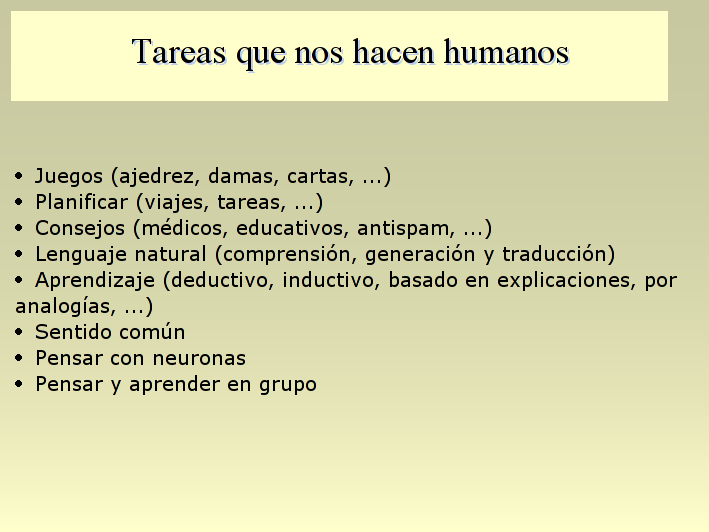 Tareas que nos hacen humanos
• Juegos (ajedrez, damas, cartas, ...)
• Planificar (viajes, tareas, ...)
• Consejos (médicos, educativos, antispam, ...)
• Lenguaje natural (comprensión, generación y traducción)
• Aprendizaje (deductivo, inductivo, basado en explicaciones, por
analogías, ...)
• Sentido común
• Pensar con neuronas
• Pensar y aprender en grupo